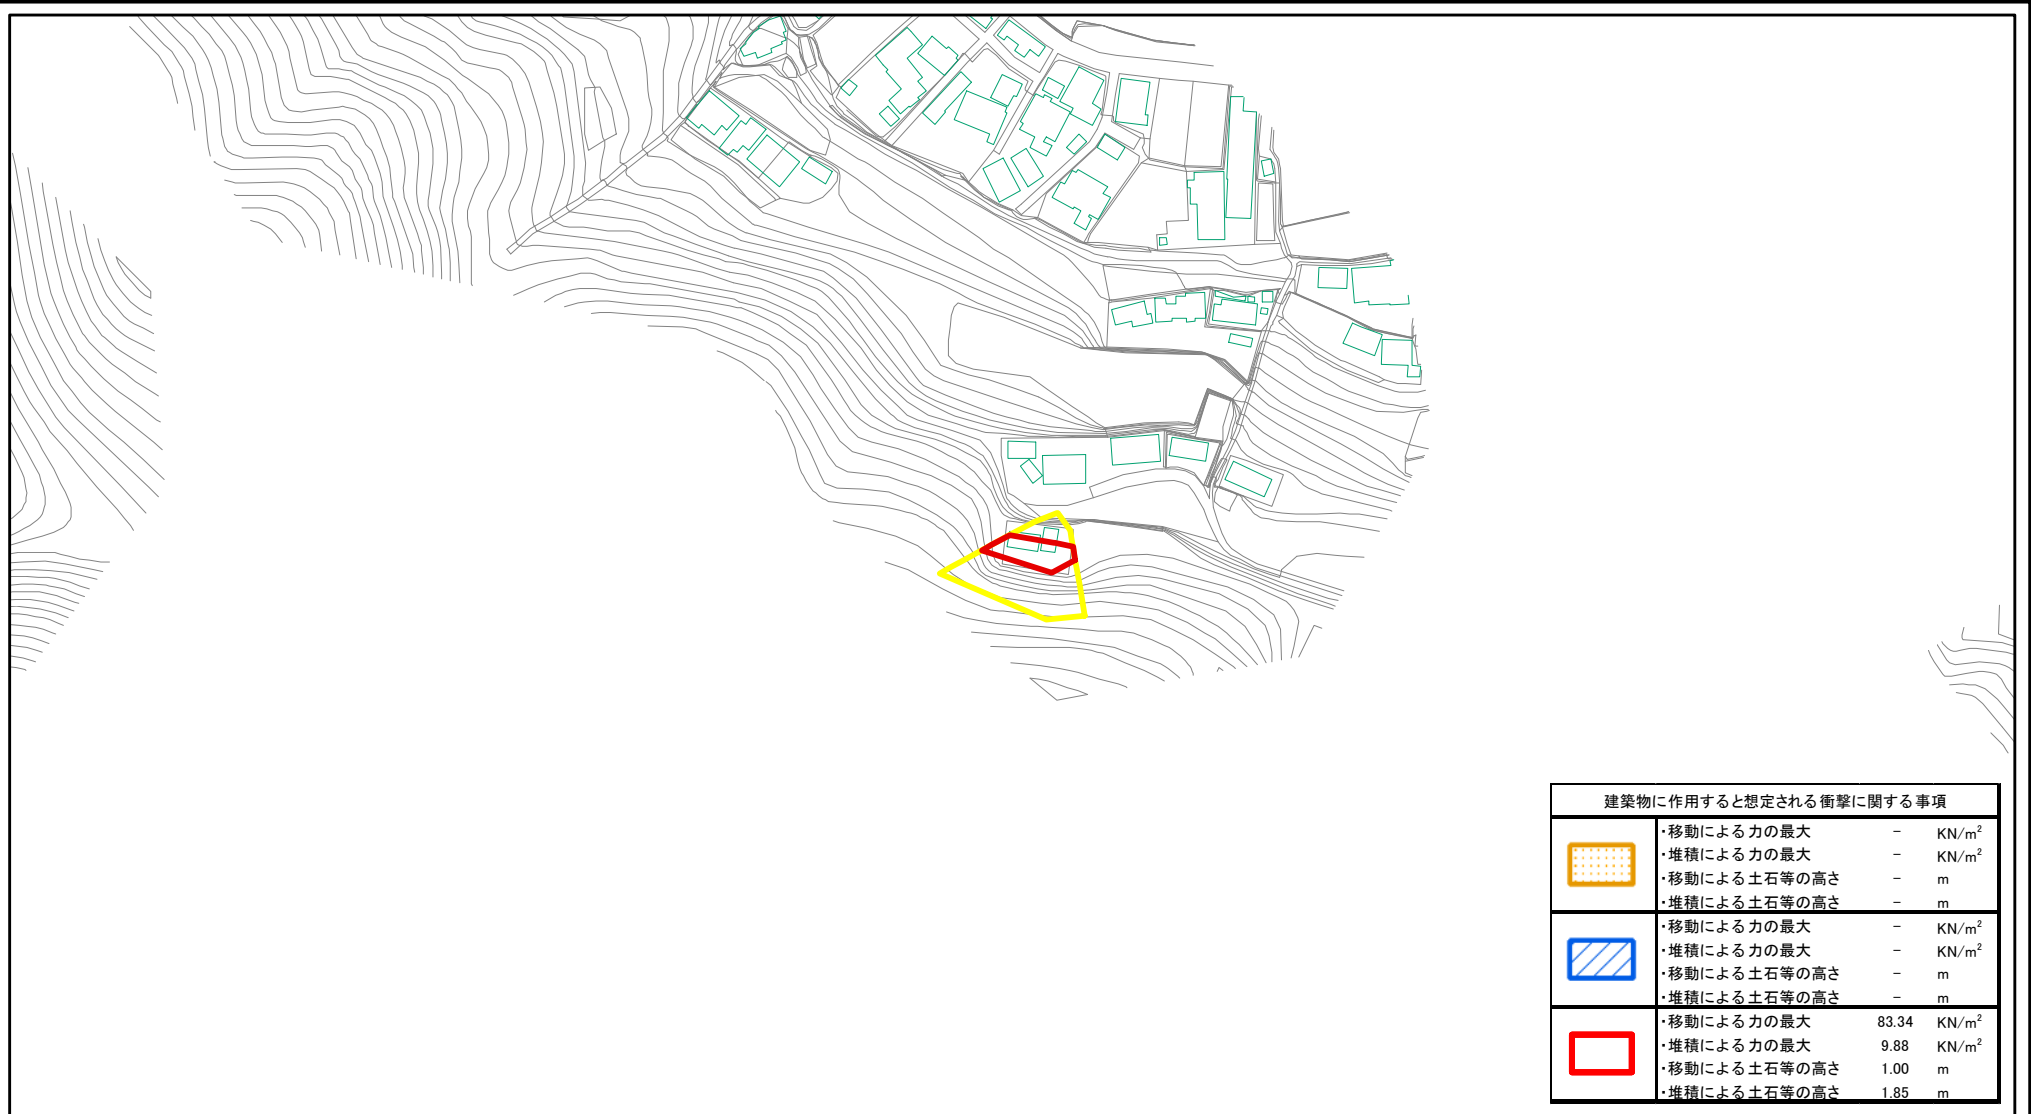 建築物に作用すると想定される衝撃に関する事項
・移動による力の最大 － KN/m²
・堆積による力の最大 － KN/m²
・移動による土石等の高さ － m
・堆積による土石等の高さ － m
・移動による力の最大 － KN/m²
・堆積による力の最大 － KN/m²
・移動による土石等の高さ － m
・堆積による土石等の高さ － m
・移動による力の最大 83.34 KN/m²
・堆積による力の最大 9.88 KN/m²
・移動による土石等の高さ 1.00 m
・堆積による土石等の高さ 1.85 m